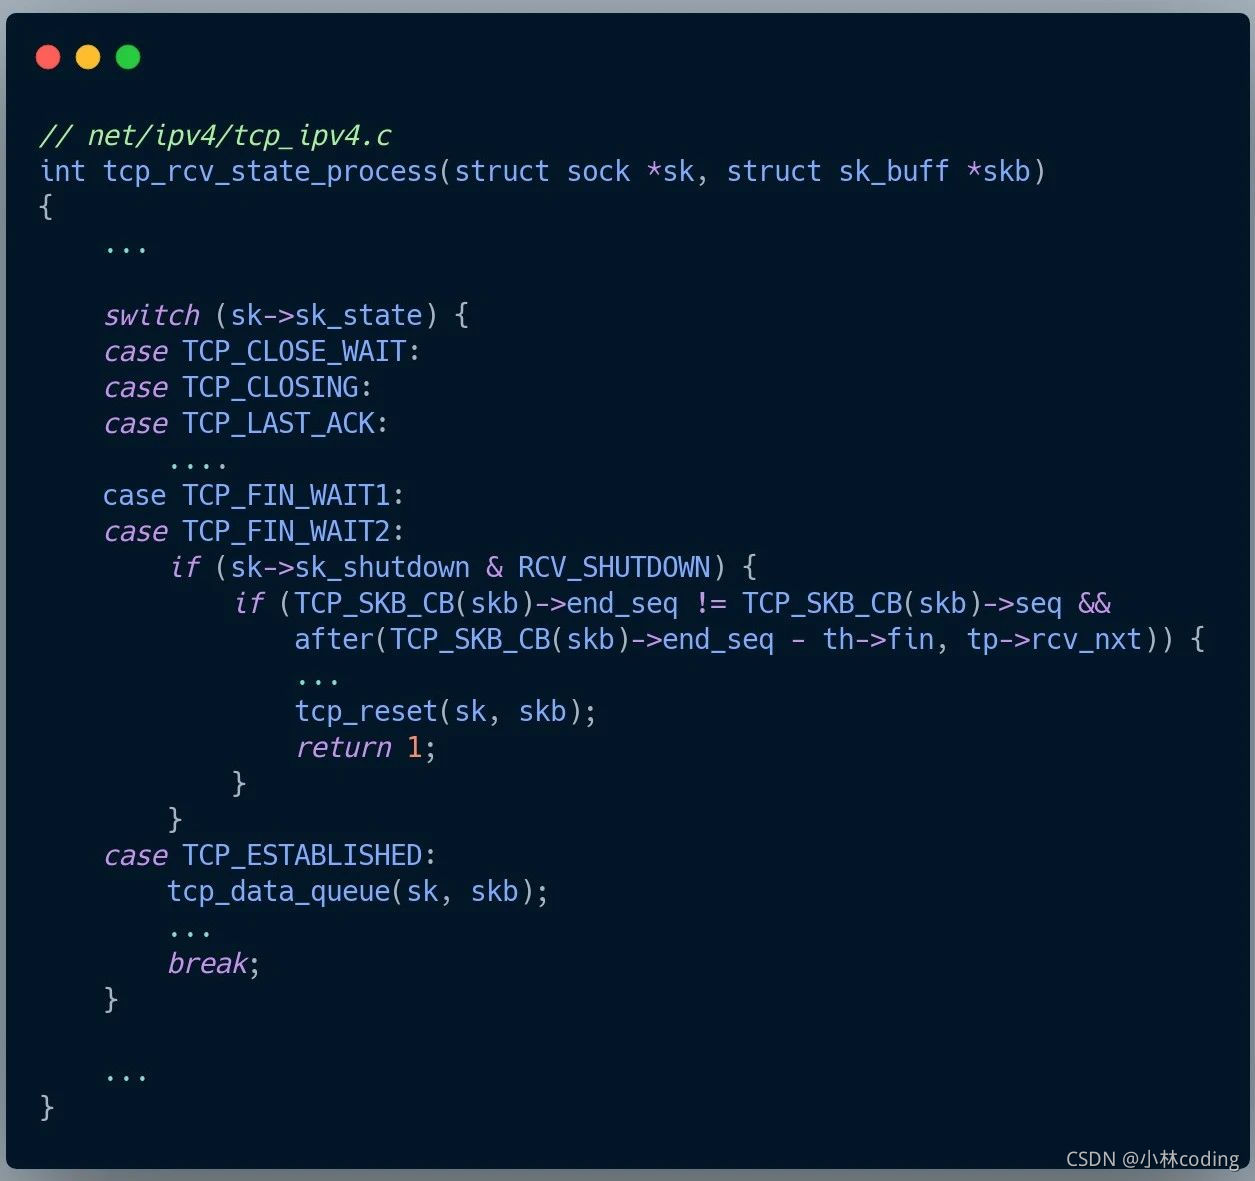 // net/ipv4/tcp_ipv4.c
int tcp_rcv_state_process(struct sock *sk, struct sk_buff *skb)
{
    ...
    switch (sk->sk_state) {
    case TCP_CLOSE_WAIT:
    case TCP_CLOSING:
    case TCP_LAST_ACK:
        ....
    case TCP_FIN_WAIT1:
    case TCP_FIN_WAIT2:
        if (sk->sk_shutdown & RCV_SHUTDOWN) {
            if (TCP_SKB_CB(skb)->end_seq != TCP_SKB_CB(skb)->seq &&
                after(TCP_SKB_CB(skb)->end_seq - th->fin, tp->rcv_nxt)) {
                ...
                tcp_reset(sk, skb);
                return 1;
            }
        }
    case TCP_ESTABLISHED:
        tcp_data_queue(sk, skb);
        ...
        break;
    }
    ...
}
CSDN @小林coding